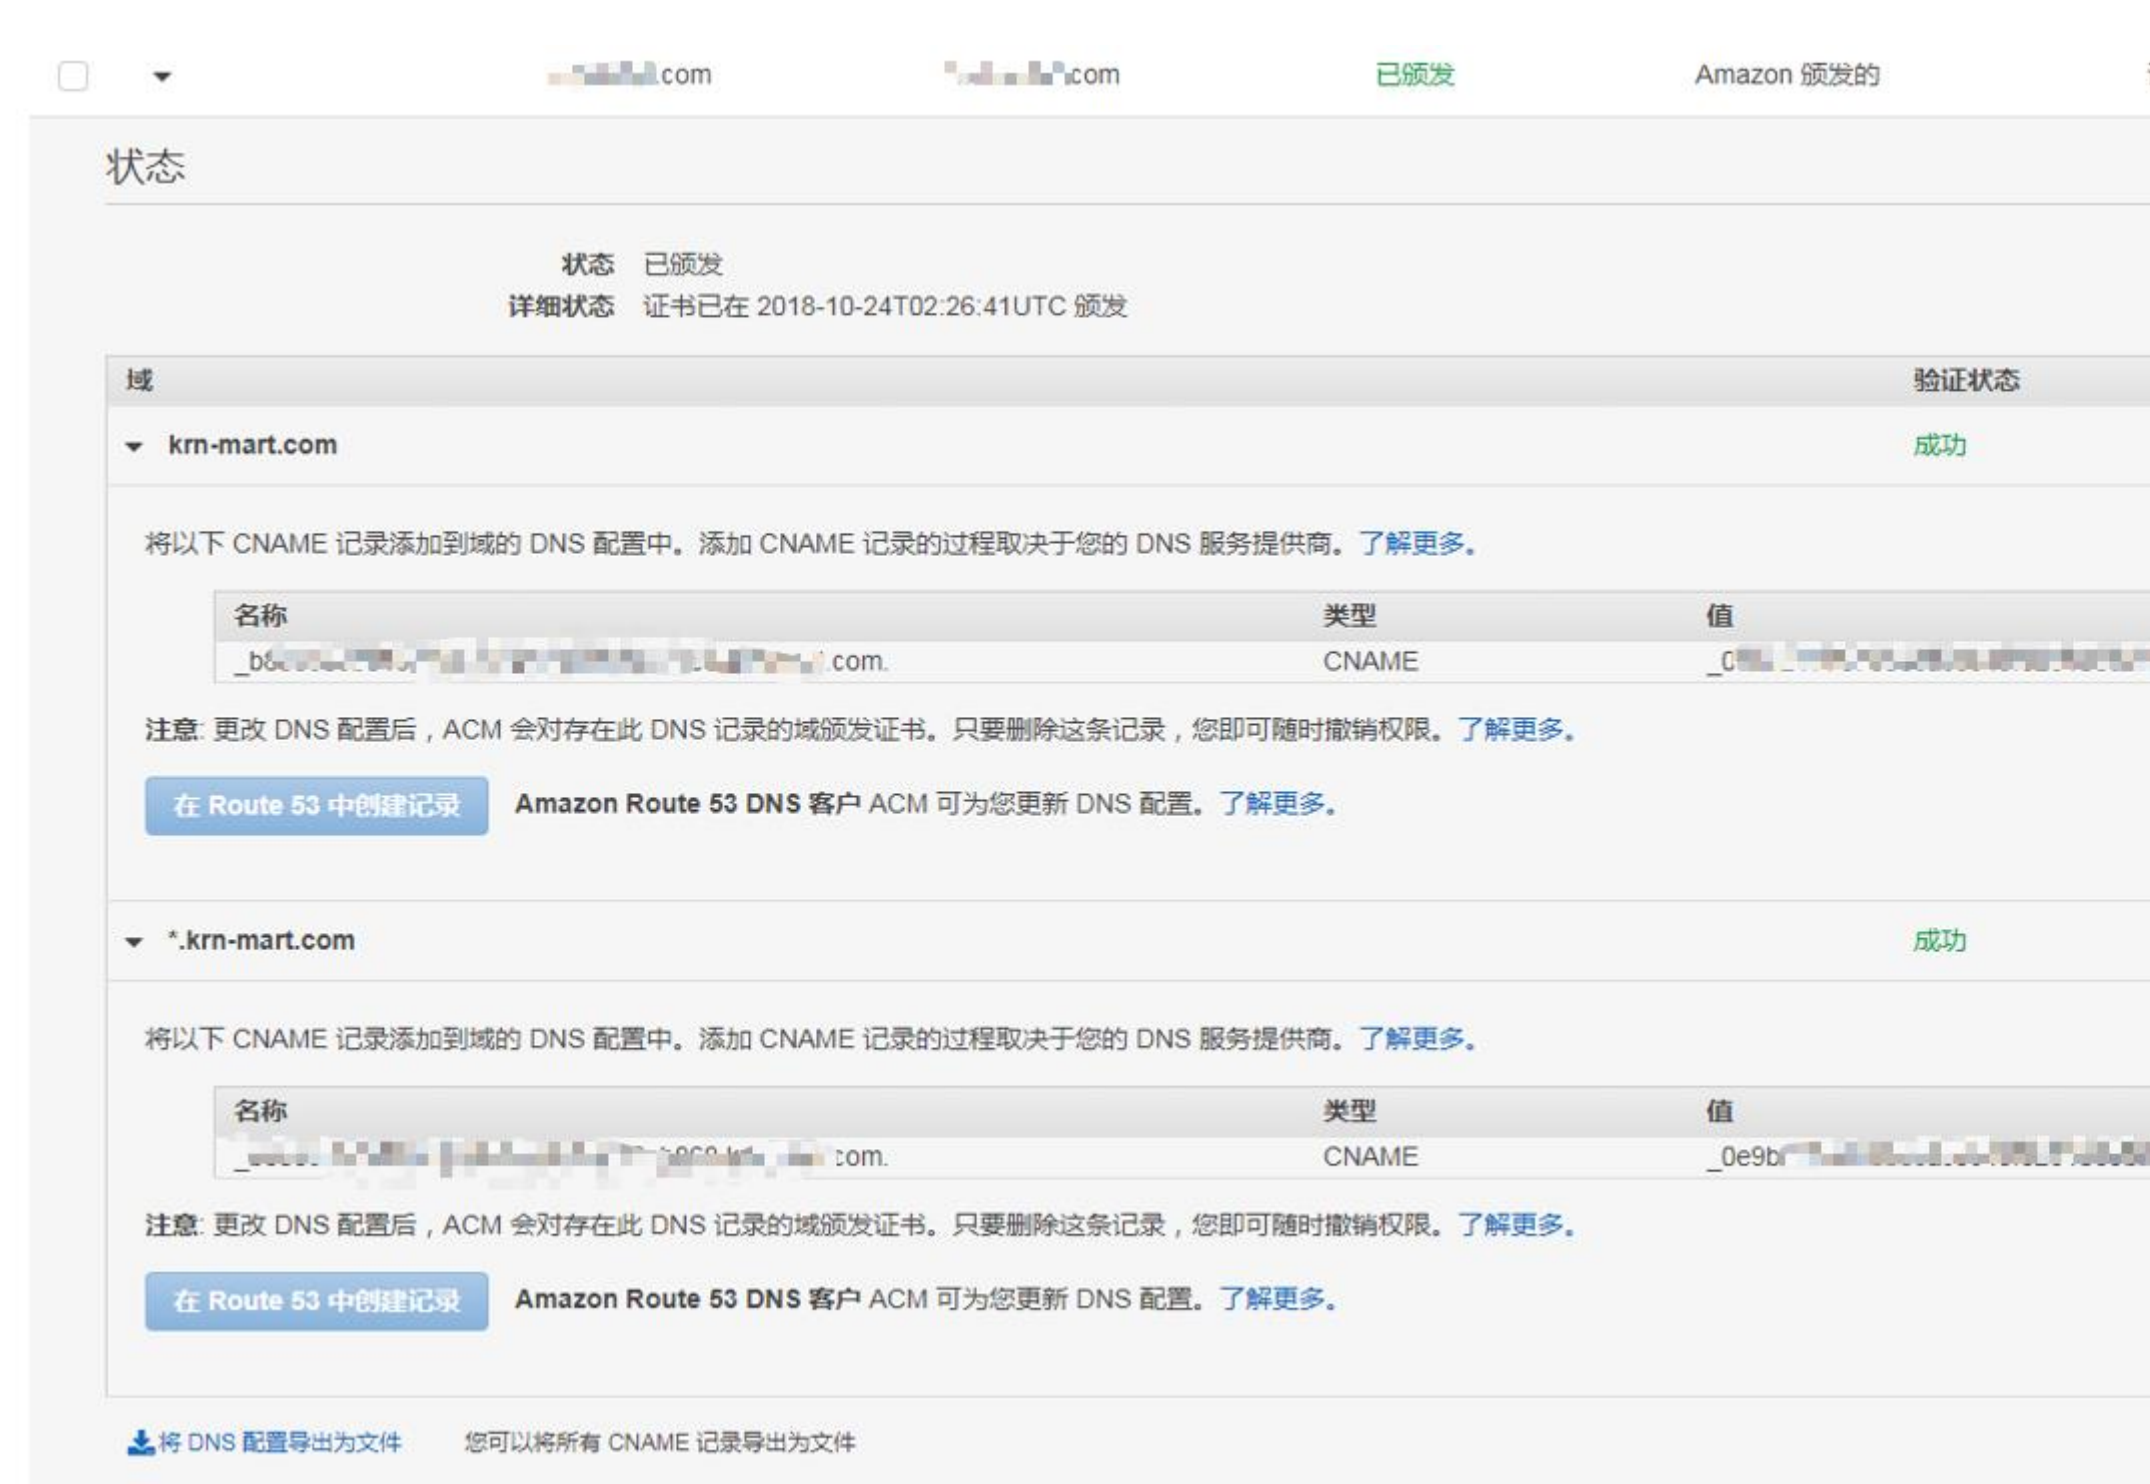 .com com 已颁发 Amazon 颁发的
状态
状态 已颁发
详细状态 证书已在 2018-10-24T02:26:41UTC 颁发
域 验证状态
krn-mart.com 成功
将以下 CNAME 记录添加到域的 DNS 配置中。添加 CNAME 记录的过程取决于您的 DNS 服务提供商。了解更多。
名称 类型 值
.com. CNAME
注意: 更改 DNS 配置后，ACM 会对存在此 DNS 记录的域颁发证书。只要删除这条记录，您即可随时撤销权限。了解更多。
在 Route 53 中创建记录 Amazon Route 53 DNS 客户 ACM 可为您更新 DNS 配置。了解更多。
*.krn-mart.com 成功
将以下 CNAME 记录添加到域的 DNS 配置中。添加 CNAME 记录的过程取决于您的 DNS 服务提供商。了解更多。
名称 类型 值
com. CNAME _0e9b
注意: 更改 DNS 配置后，ACM 会对存在此 DNS 记录的域颁发证书。只要删除这条记录，您即可随时撤销权限。了解更多。
在 Route 53 中创建记录 Amazon Route 53 DNS 客户 ACM 可为您更新 DNS 配置。了解更多。
将 DNS 配置导出为文件 您可以将所有 CNAME 记录导出为文件